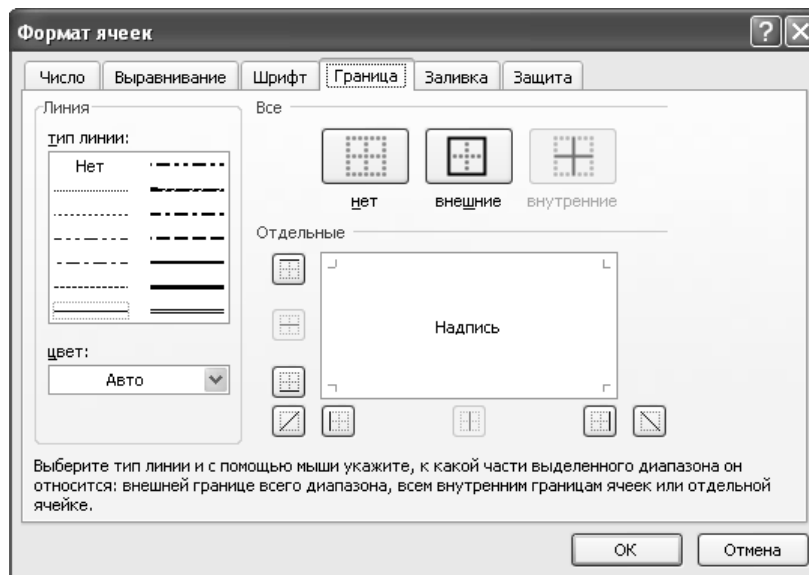 Формат ячеек
Число Выравнивание Шрифт Граница Заливка Защита
Линия
тип линии:
Нет
цвет:
Авто
Все
нет внешние внутренние
Отдельные
Надпись
Выберите тип линии и с помощью мыши укажите, к какой части выделенного диапазона он
относится: внешней границе всего диапазона, всем внутренним границам ячеек или отдельной
ячейке.
ОК Отмена